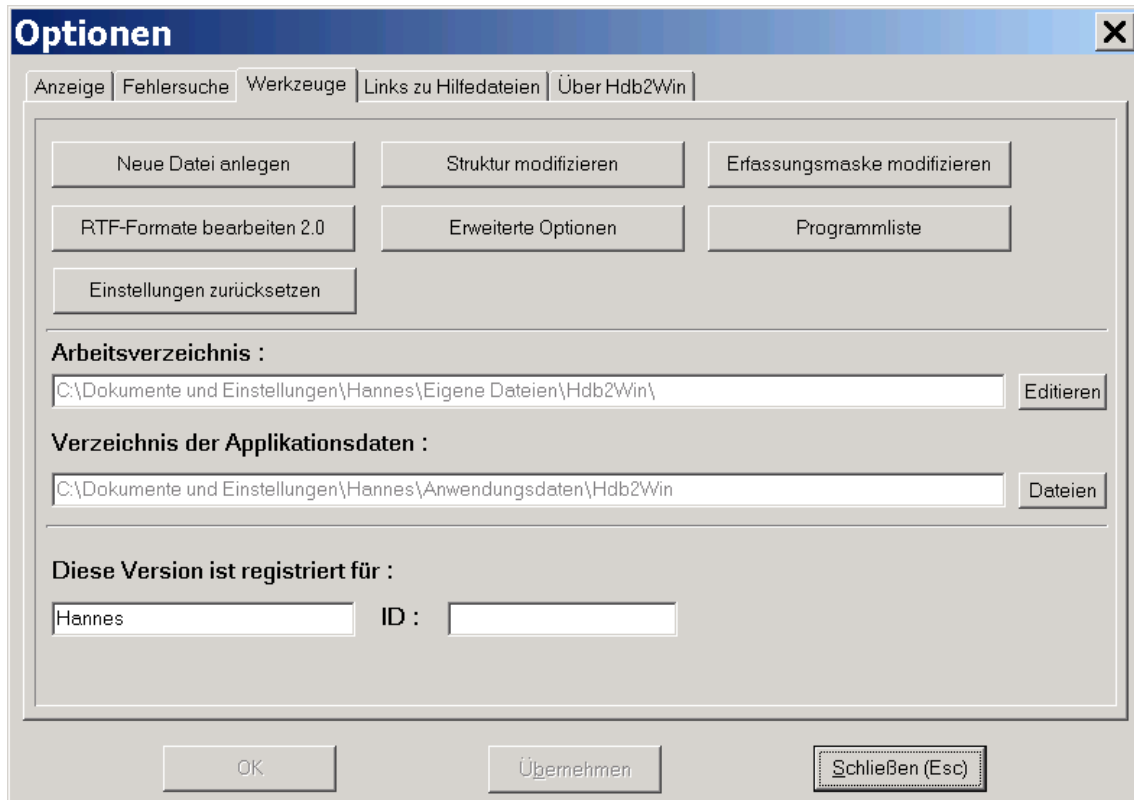 Optionen
Anzeige Fehlersuche Werkzeuge Links zu Hilfedateien Über Hdb2Win
Neue Datei anlegen Struktur modifizieren Erfassungsmaske modifizieren
RTF-Formate bearbeiten 2.0 Erweiterte Optionen Programmliste
Einstellungen zurücksetzen
Arbeitsverzeichnis :
C:\Dokumente und Einstellungen\Hannes\Eigene Dateien\Hdb2Win\ Editieren
Verzeichnis der Applikationsdaten :
C:\Dokumente und Einstellungen\Hannes\Anwendungsdaten\Hdb2Win Dateien
Diese Version ist registriert für :
Hannes ID :
OK Übernehmen Schließen (Esc)